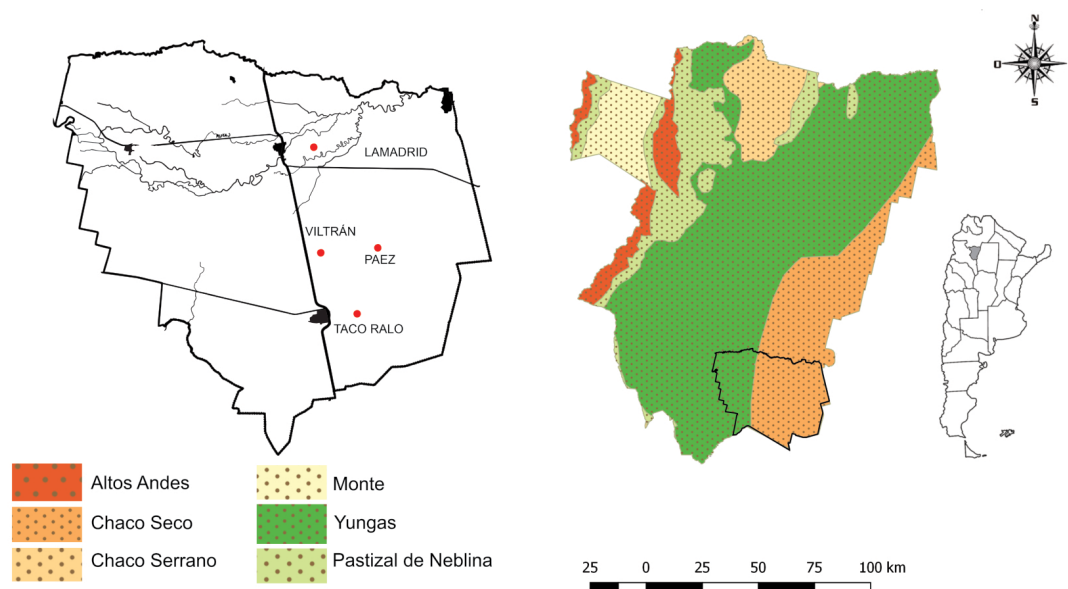 LAMADRID
VILTRÁN
PAEZ
TACO RALO
Altos Andes
Chaco Seco
Chaco Serrano
Monte
Yungas
Pastizal de Neblina
N
O
E
S
25 0 25 50 75 100 km